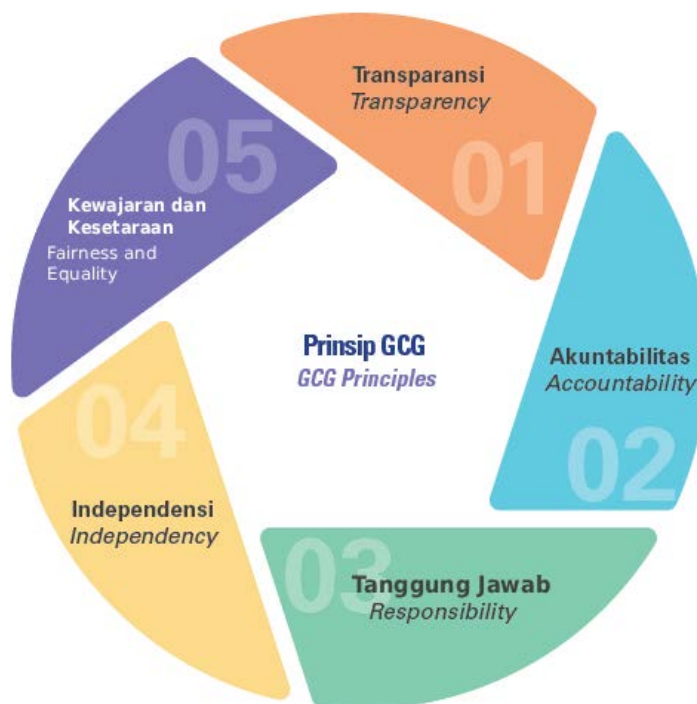 Transparansi
Transparency
01
Akuntabilitas
Accountability
02
03
Tanggung Jawab
Responsibility
04
Independensi
Independency
05
Kewajaran dan
Kesetaraan
Fairness and
Equality
Prinsip GCG
GCG Principles